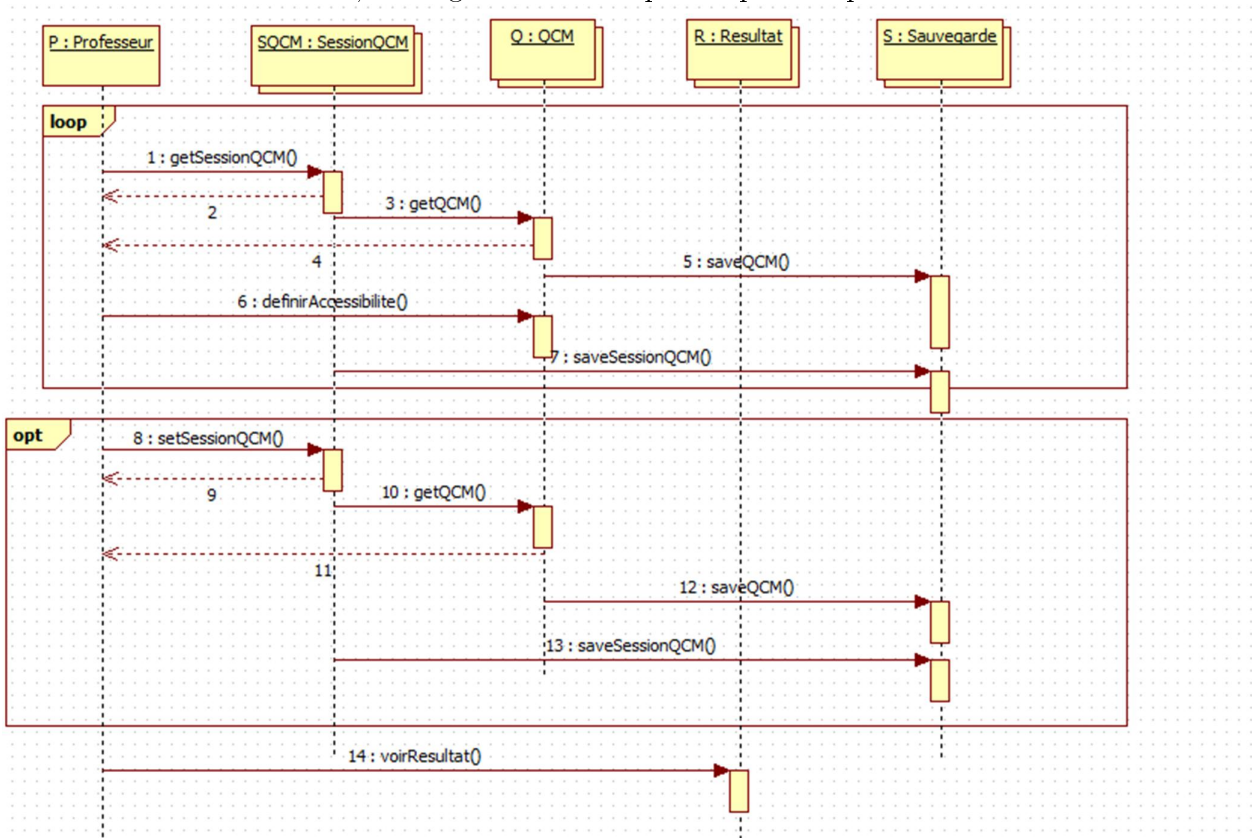 P : Professeur
SQCM : SessionQCM
Q : QCM
R : Resultat
S : Sauvegarde
loop
1 : getSessionQCM()
2
3 : getQCM()
4
5 : saveQCM()
6 : definirAccessibilite()
7 : saveSessionQCM()
opt
8 : setSessionQCM()
9
10 : getQCM()
11
12 : saveQCM()
13 : saveSessionQCM()
14 : voirResultat()